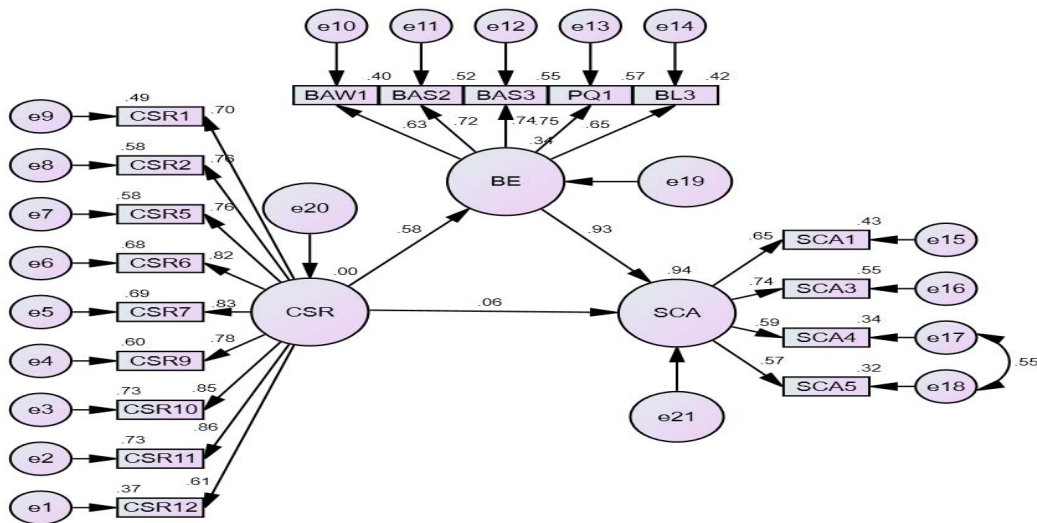 e10 e11 e12 e13 e14
.40 .52 .55 .57 .42
BAW1 BAS2 BAS3 PQ1 BL3
.63 .72 .74 .75 .65
.34
BE
e19
e9 .49 CSR1 .70
e8 .58 CSR2 .76
e7 .58 CSR5 .76
e6 .68 CSR6 .82
e5 .69 CSR7 .83
e4 .60 CSR9 .78
e3 .73 CSR10 .85
e2 .73 CSR11 .86
e1 .37 CSR12 .61
e20
.00
CSR
.58
.93
.06
.94
SCA
e21
.65 SCA1 .43 e15
.74 SCA3 .55 e16
.59 SCA4 .34 e17
.57 SCA5 .32 e18
.55